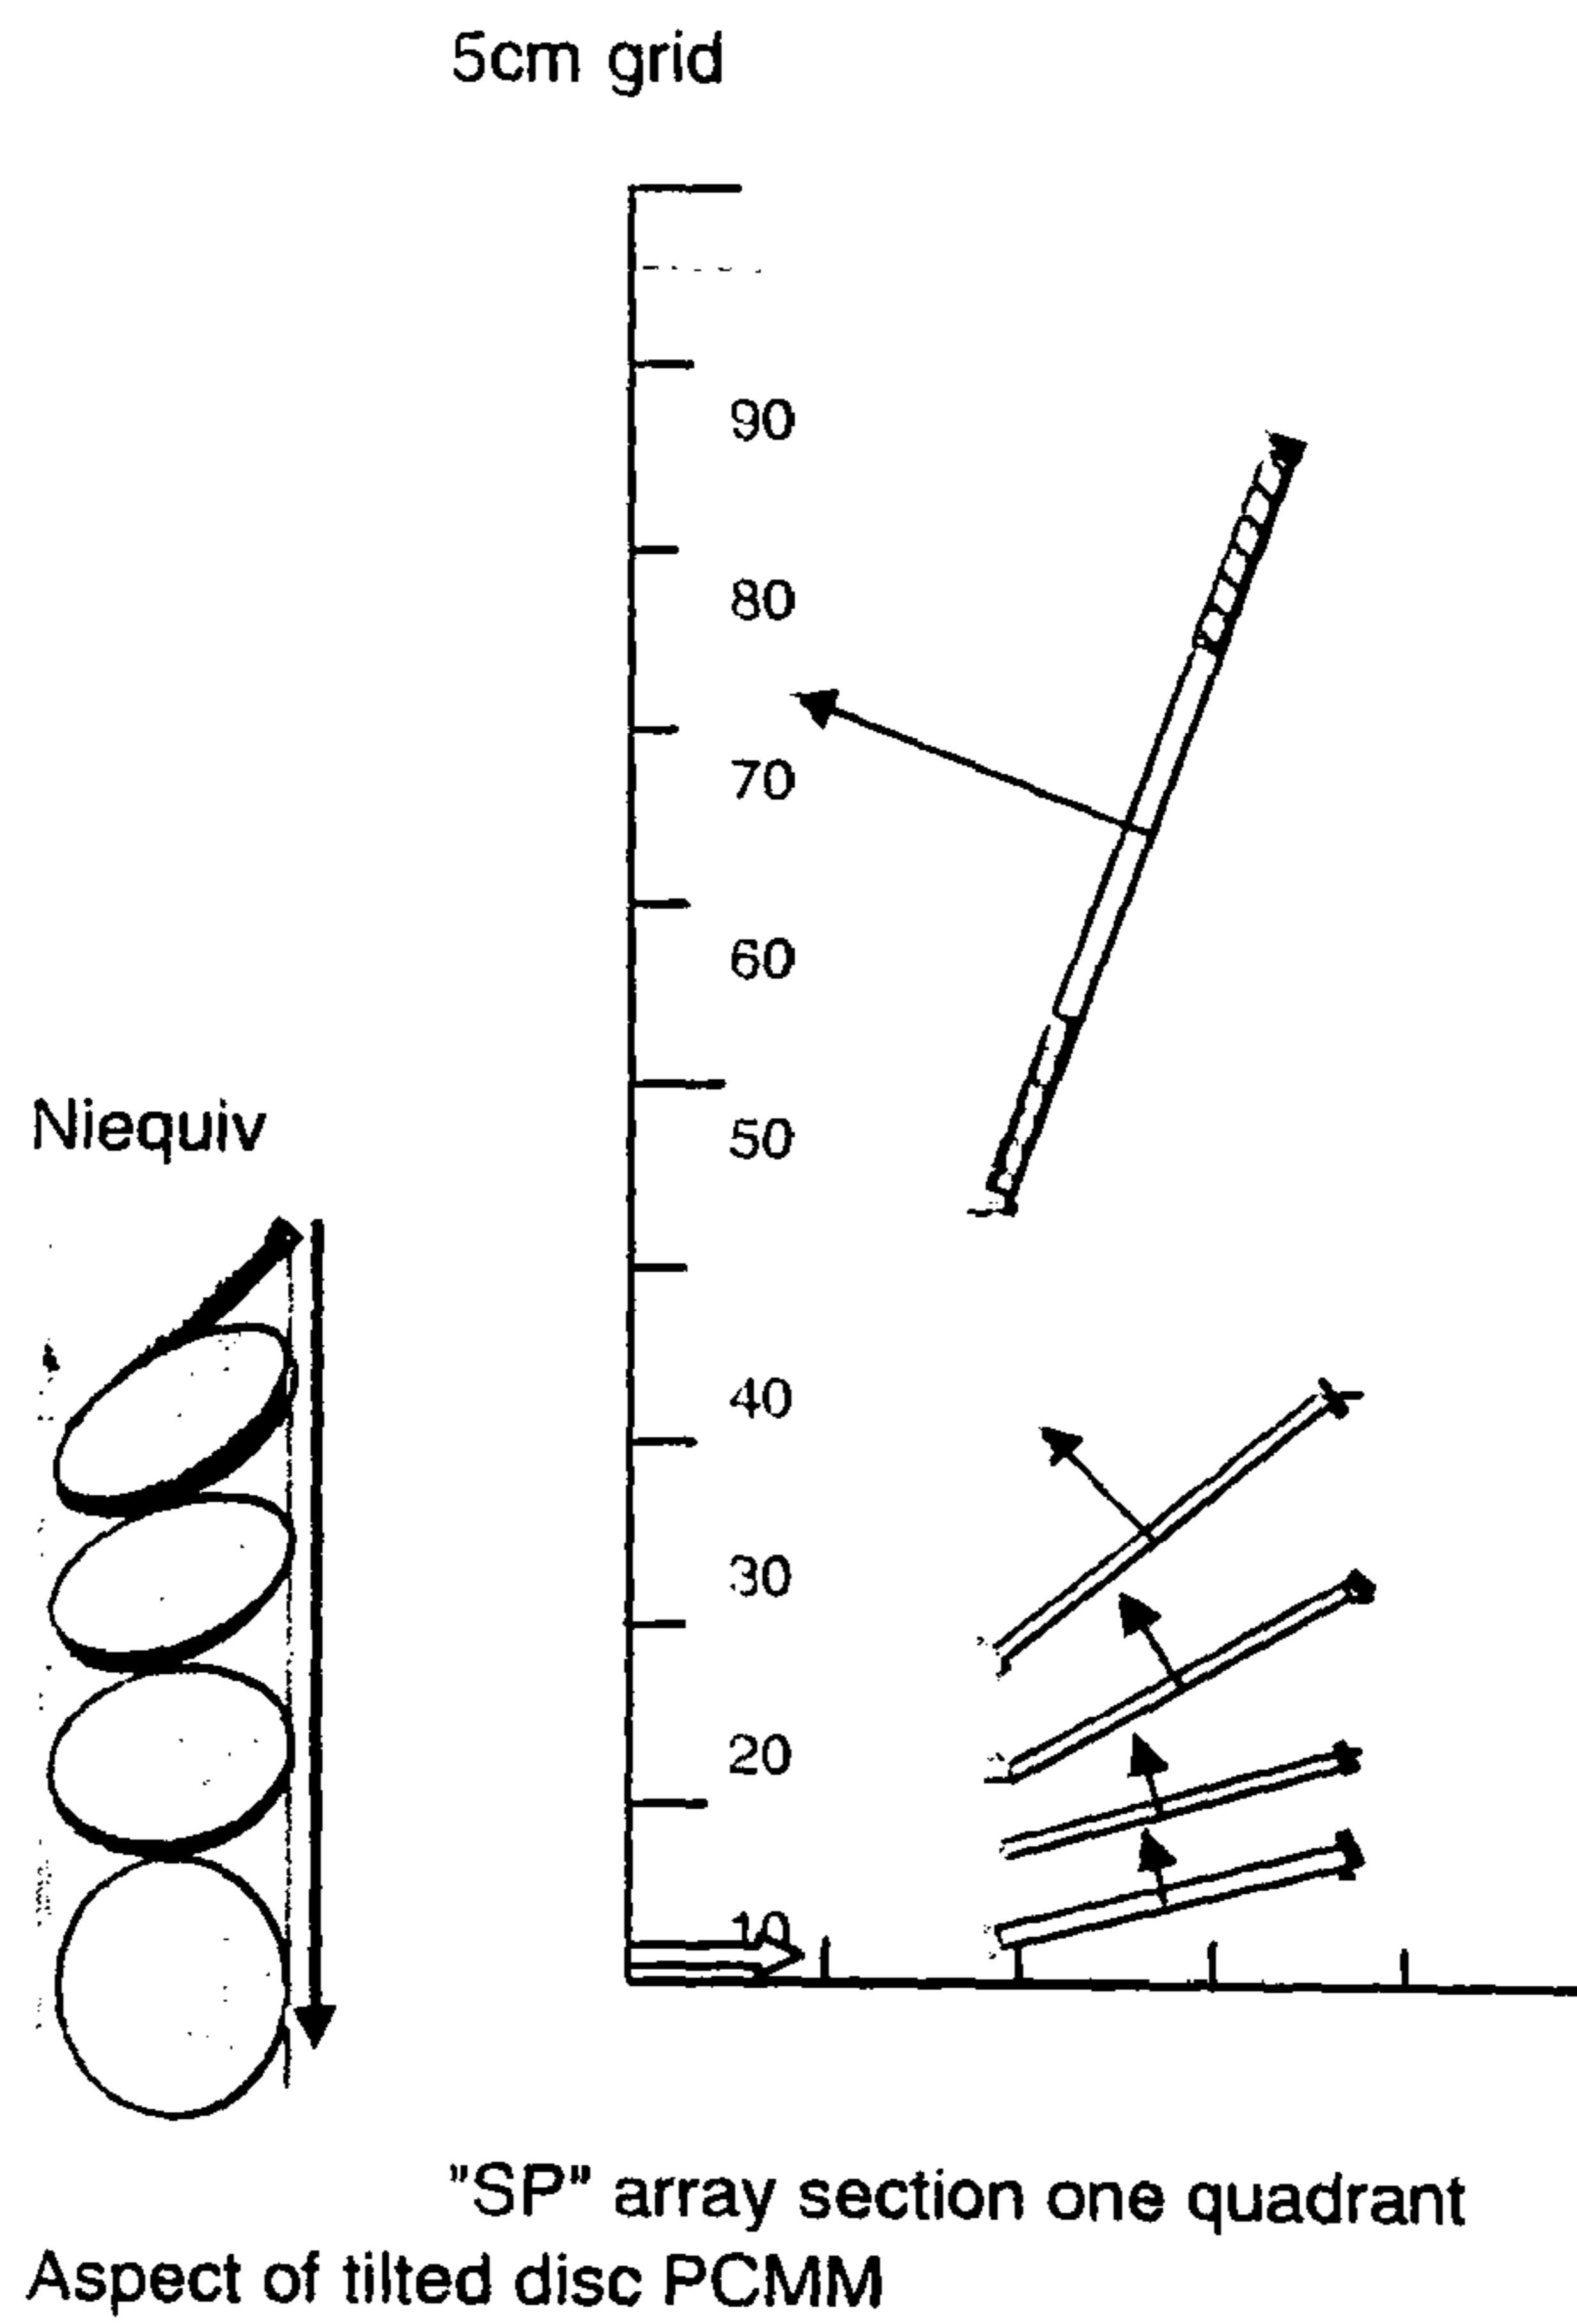 5cm grid
90
80
70
60
50
Niequiv
40
30
20
10
"SP" array section one quadrant
Aspect of tilted disc PCMM